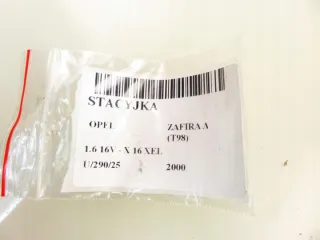 STACYJKA
OPEL ZAFIRA A
(T98)
1.6 16V - X 16 XEL
U/290/25 2000